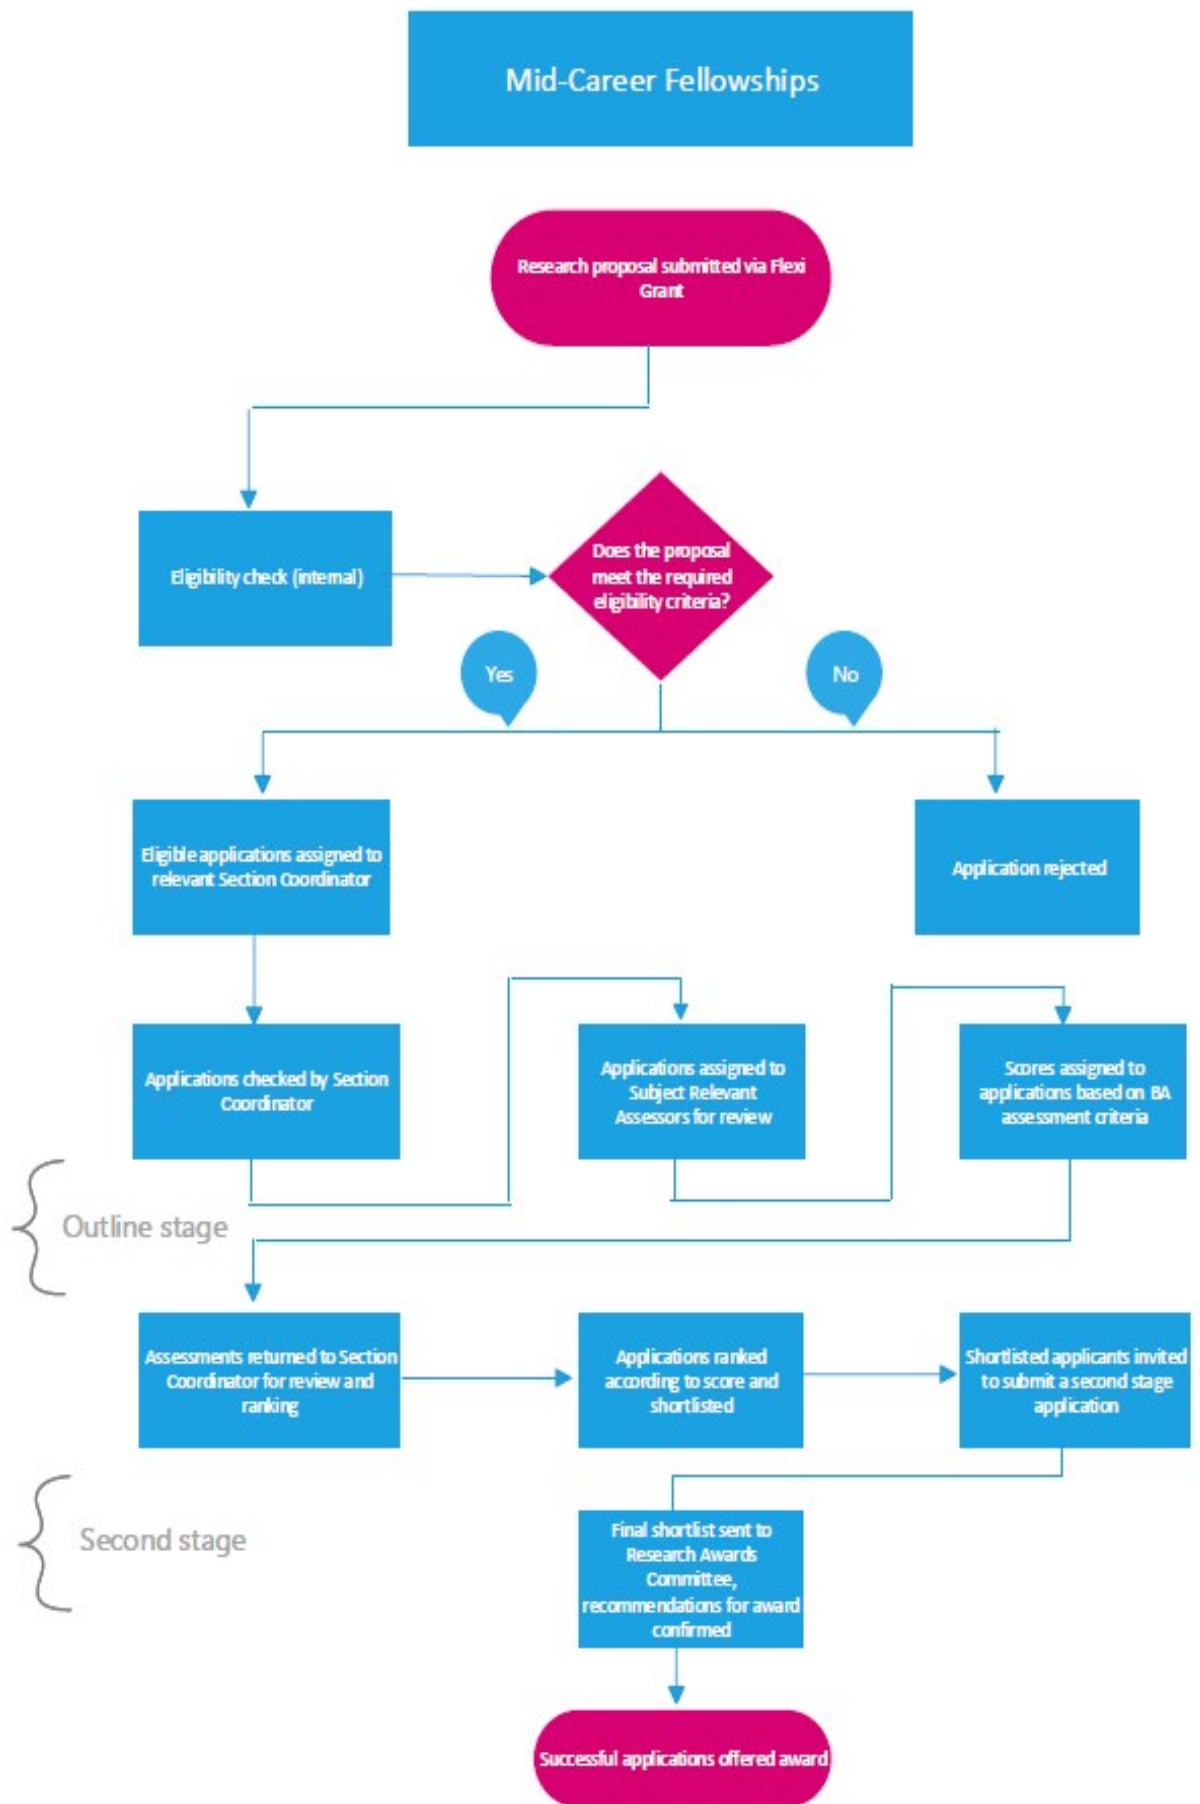 Mid-Career Fellowships
Research proposal submitted via Flexi
Grant
Eligibility check (internal)
Does the proposal
meet the required
eligibility criteria?
Yes
No
Eligible applications assigned to
relevant Section Coordinator
Application rejected
Applications checked by Section
Coordinator
Applications assigned to
Subject Relevant
Assessors for review
Scores assigned to
applications based on BA
assessment criteria
Outline stage
Assessments returned to Section
Coordinator for review and
ranking
Applications ranked
according to score and
shortlisted
Shortlisted applicants invited
to submit a second stage
application
Second stage
Final shortlist sent to
Research Awards
Committee,
recommendations for award
confirmed
Successful applications offered award